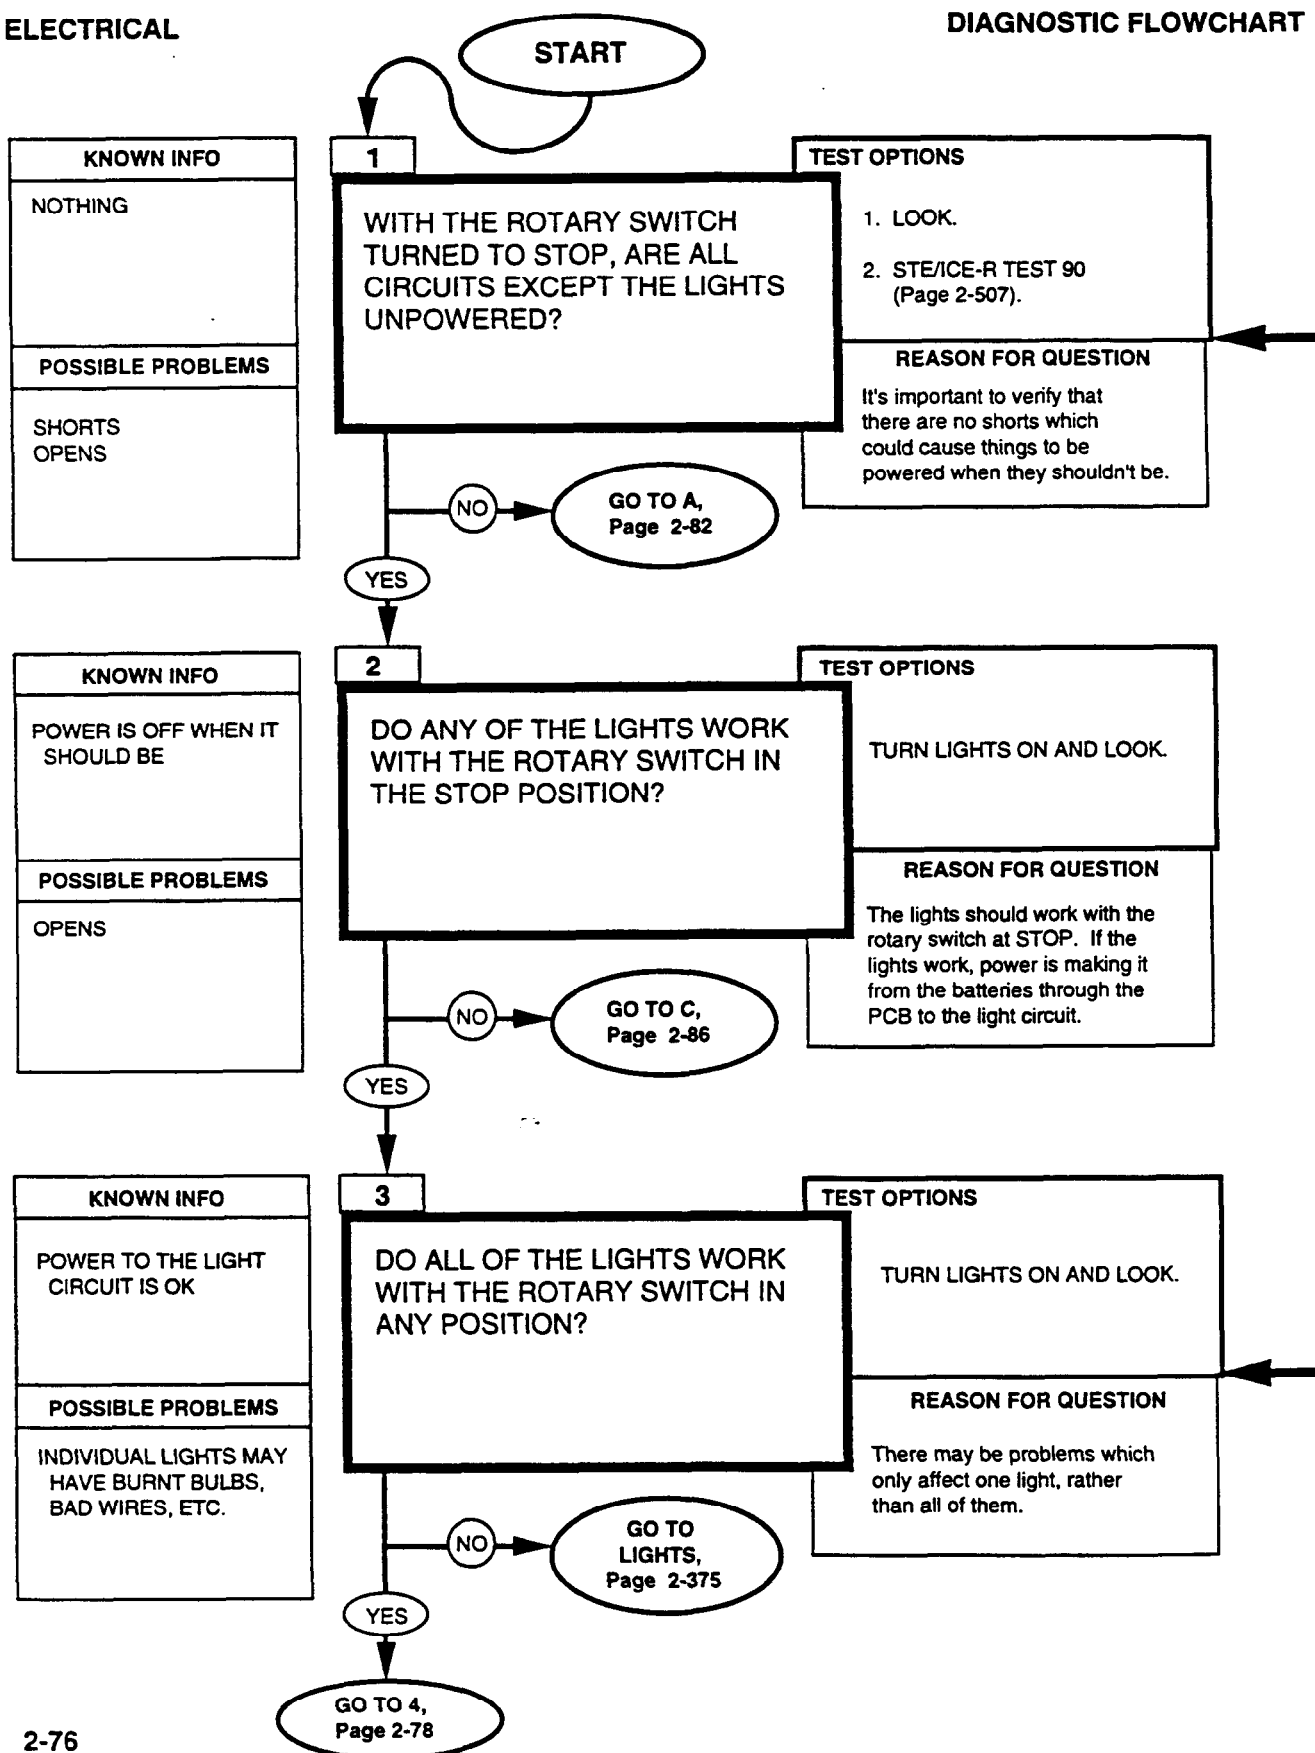 ELECTRICAL
DIAGNOSTIC FLOWCHART
START
KNOWN INFO
NOTHING
POSSIBLE PROBLEMS
SHORTS
OPENS
1
WITH THE ROTARY SWITCH
TURNED TO STOP, ARE ALL
CIRCUITS EXCEPT THE LIGHTS
UNPOWERED?
TEST OPTIONS
1. LOOK.
2. STE/ICE-R TEST 90
(Page 2-507).
REASON FOR QUESTION
It's important to verify that
there are no shorts which
could cause things to be
powered when they shouldn't be.
NO
GO TO A,
Page 2-82
YES
KNOWN INFO
POWER IS OFF WHEN IT
SHOULD BE
POSSIBLE PROBLEMS
OPENS
2
DO ANY OF THE LIGHTS WORK
WITH THE ROTARY SWITCH IN
THE STOP POSITION?
TEST OPTIONS
TURN LIGHTS ON AND LOOK.
REASON FOR QUESTION
The lights should work with the
rotary switch at STOP. If the
lights work, power is making it
from the batteries through the
PCB to the light circuit.
NO
GO TO C,
Page 2-86
YES
KNOWN INFO
POWER TO THE LIGHT
CIRCUIT IS OK
POSSIBLE PROBLEMS
INDIVIDUAL LIGHTS MAY
HAVE BURNT BULBS,
BAD WIRES, ETC.
3
DO ALL OF THE LIGHTS WORK
WITH THE ROTARY SWITCH IN
ANY POSITION?
TEST OPTIONS
TURN LIGHTS ON AND LOOK.
REASON FOR QUESTION
There may be problems which
only affect one light, rather
than all of them.
NO
GO TO
LIGHTS,
Page 2-375
YES
GO TO 4,
Page 2-78
2-76